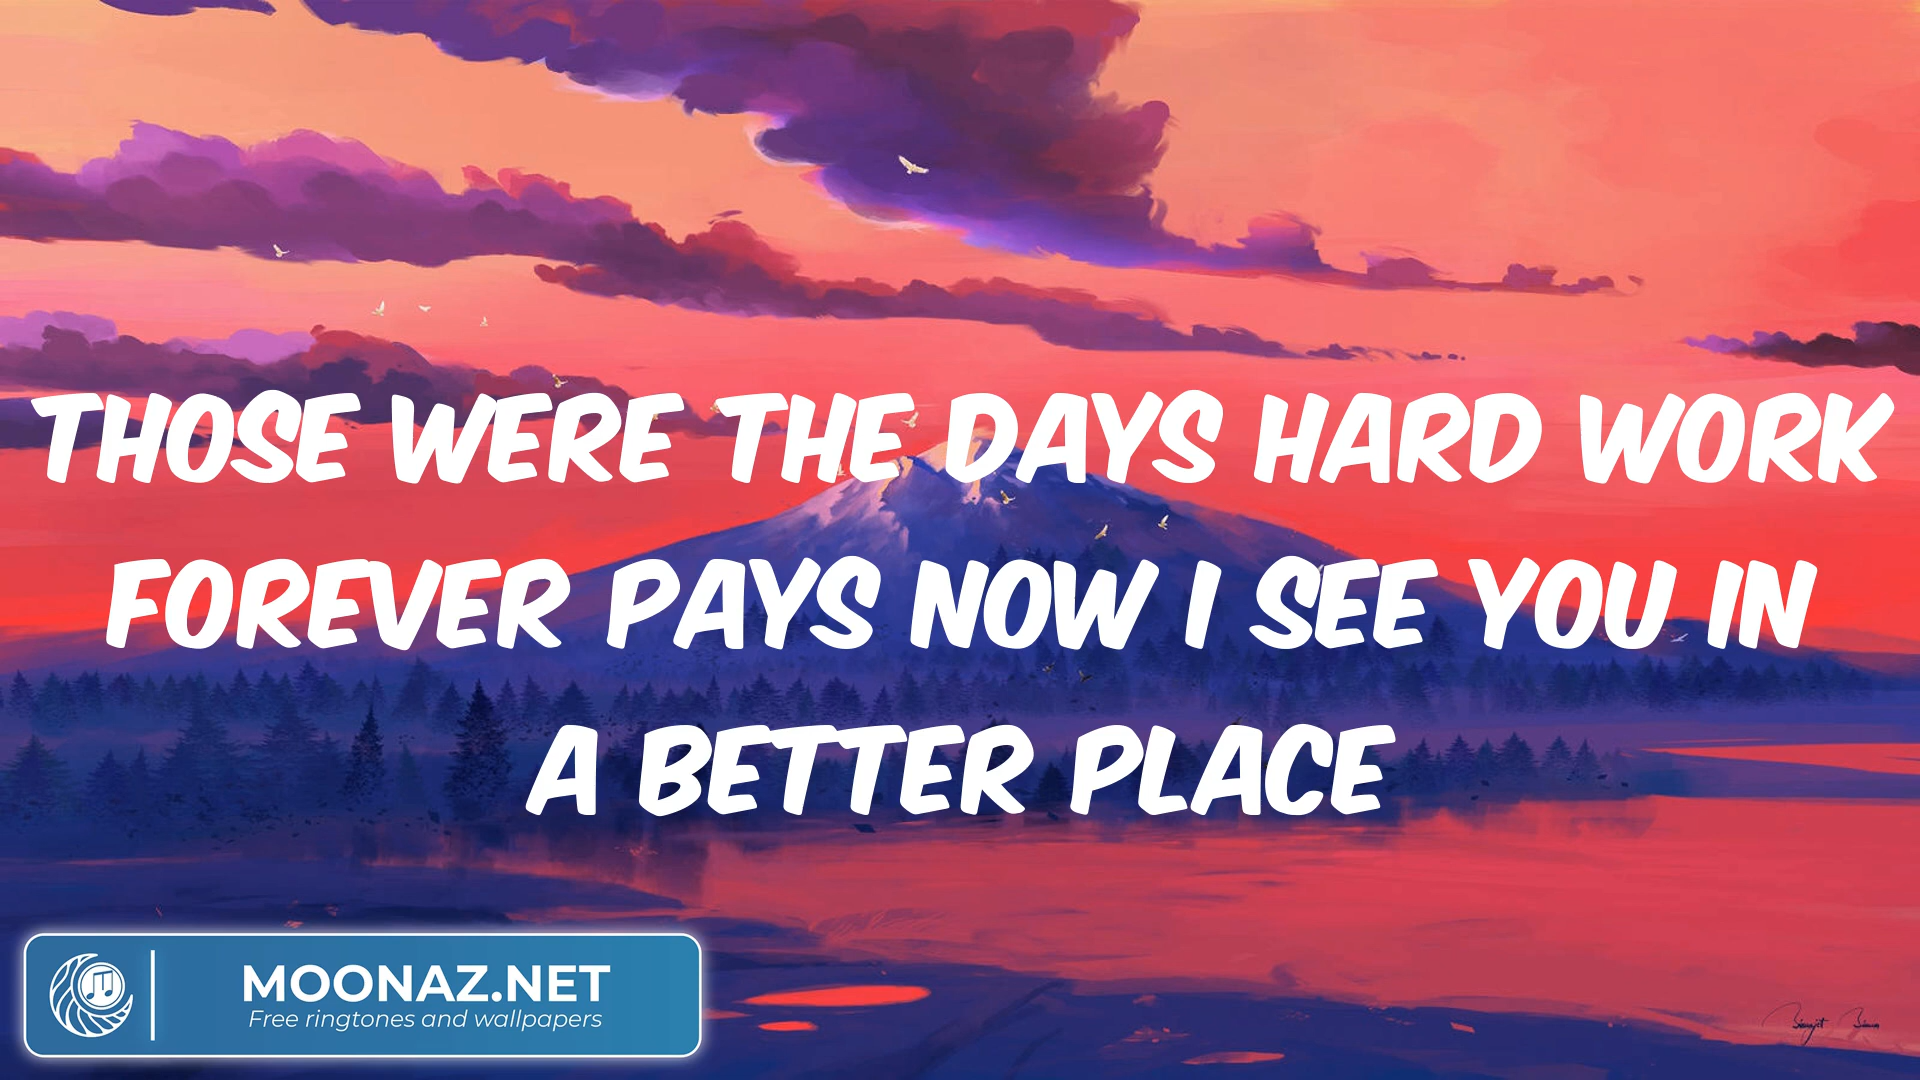 THOSE WERE THE DAYS HARD WORK
FOREVER PAYS NOW I SEE YOU IN
A BETTER PLACE
MOONAZ.NET
Free ringtones and wallpapers